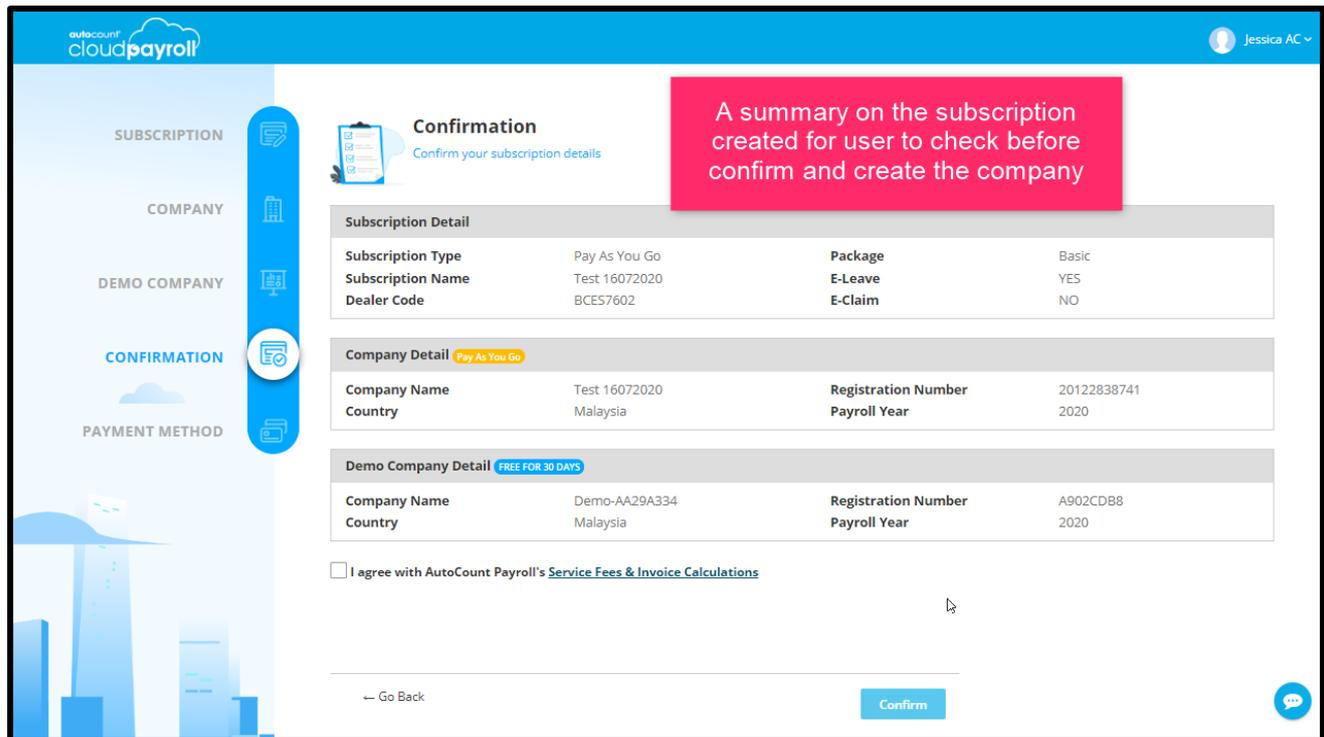 autocount
cloudpayroll
Jessica AC
SUBSCRIPTION
COMPANY
DEMO COMPANY
CONFIRMATION
PAYMENT METHOD
Confirmation
Confirm your subscription details
A summary on the subscription
created for user to check before
confirm and create the company
Subscription Detail
Subscription Type Pay As You Go Package Basic
Subscription Name Test 16072020 E-Leave YES
Dealer Code BCES7602 E-Claim NO
Company Detail Pay As You Go
Company Name Test 16072020 Registration Number 20122838741
Country Malaysia Payroll Year 2020
Demo Company Detail FREE FOR 30 DAYS
Company Name Demo-AA29A334 Registration Number A902CDB8
Country Malaysia Payroll Year 2020
I agree with AutoCount Payroll's Service Fees & Invoice Calculations
← Go Back
Confirm